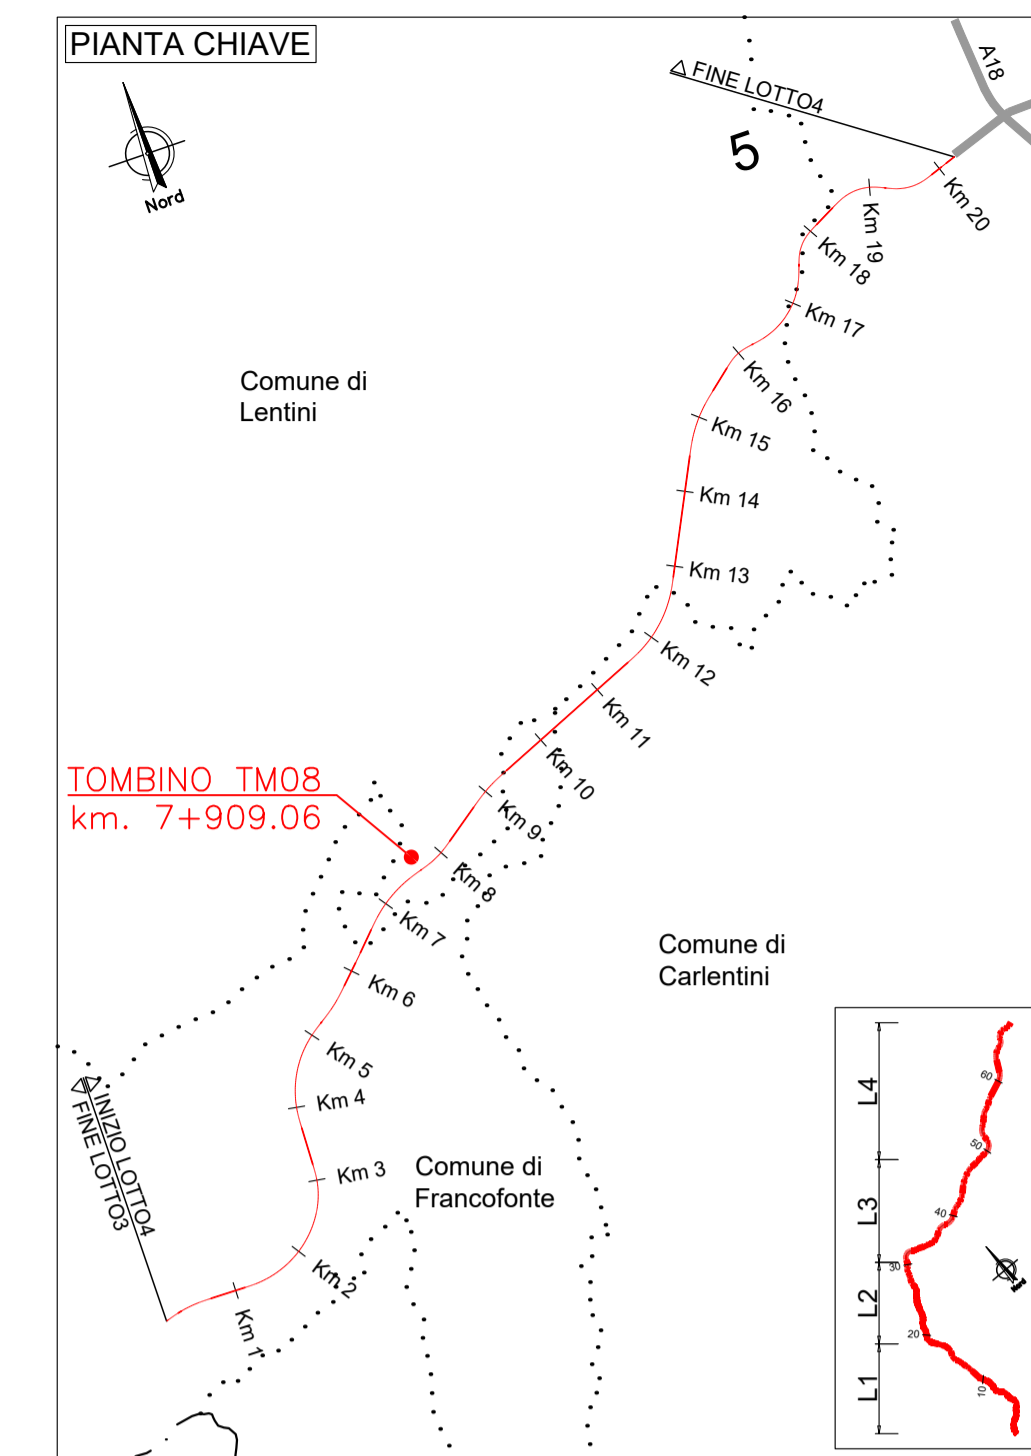 PIANTA CHIAVE
Nord
FINE LOTTO4
A18
5
Km 20
Km 19
Km 18
Km 17
Km 16
Km 15
Km 14
Km 13
Km 12
Km 11
Km 10
Km 9
Km 8
Km 7
Km 6
Km 5
Km 4
Km 3
Km 2
Km 1
Comune di
Lentini
TOMBINO TM08
km. 7+909.06
Comune di
Carlentini
Comune di
Francofonte
INIZIO LOTTO4
FINE LOTTO3
L4
L3
L2
L1
60
50
40
30
20
10